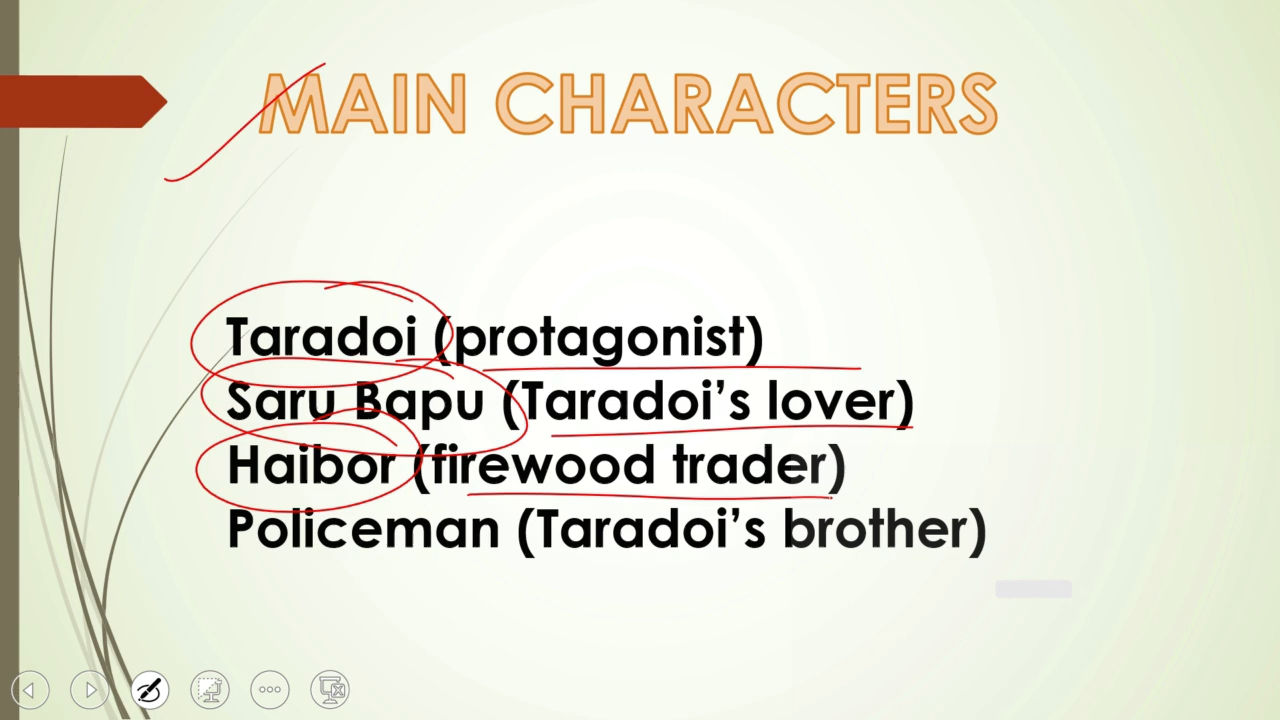 MAIN CHARACTERS
Taradoi (protagonist)
Saru Bapu (Taradoi’s lover)
Haibor (firewood trader)
Policeman (Taradoi’s brother)